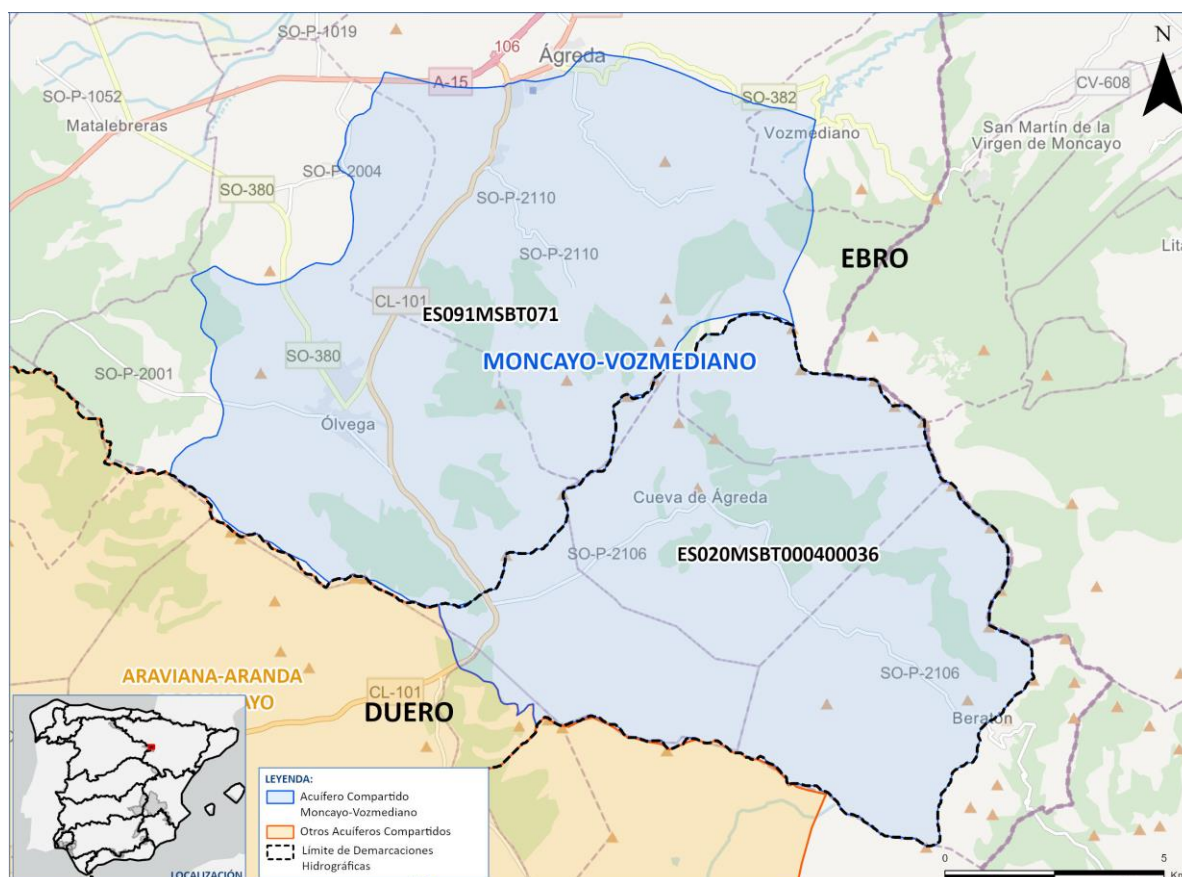 SO-P-1019
106
Ágreda
N
A-15
SO-P-1052
CV-608
SO-382
Matalebreras
Vozmediano
San Martín de la
Virgen de Moncayo
SO-P-2004
SO-380
SO-P-2110
SO-P-2110
EBRO
Lita
CL-101
ES091MSBT071
SO-380
SO-P-2001
MONCAYO-VOZMEDIANO
Ólvega
Cueva de Ágreda
SO-P-2106
ES020MSBT000400036
ARAVIANA-ARANDA
SO-P-2106
CL-101
DUERO
Beratón
LEYENDA:
Acuífero Compartido
Moncayo-Vozmediano
Otros Acuíferos Compartidos
Límite de Demarcaciones
Hidrográficas
LOCALIZACIÓN
0 5
Km